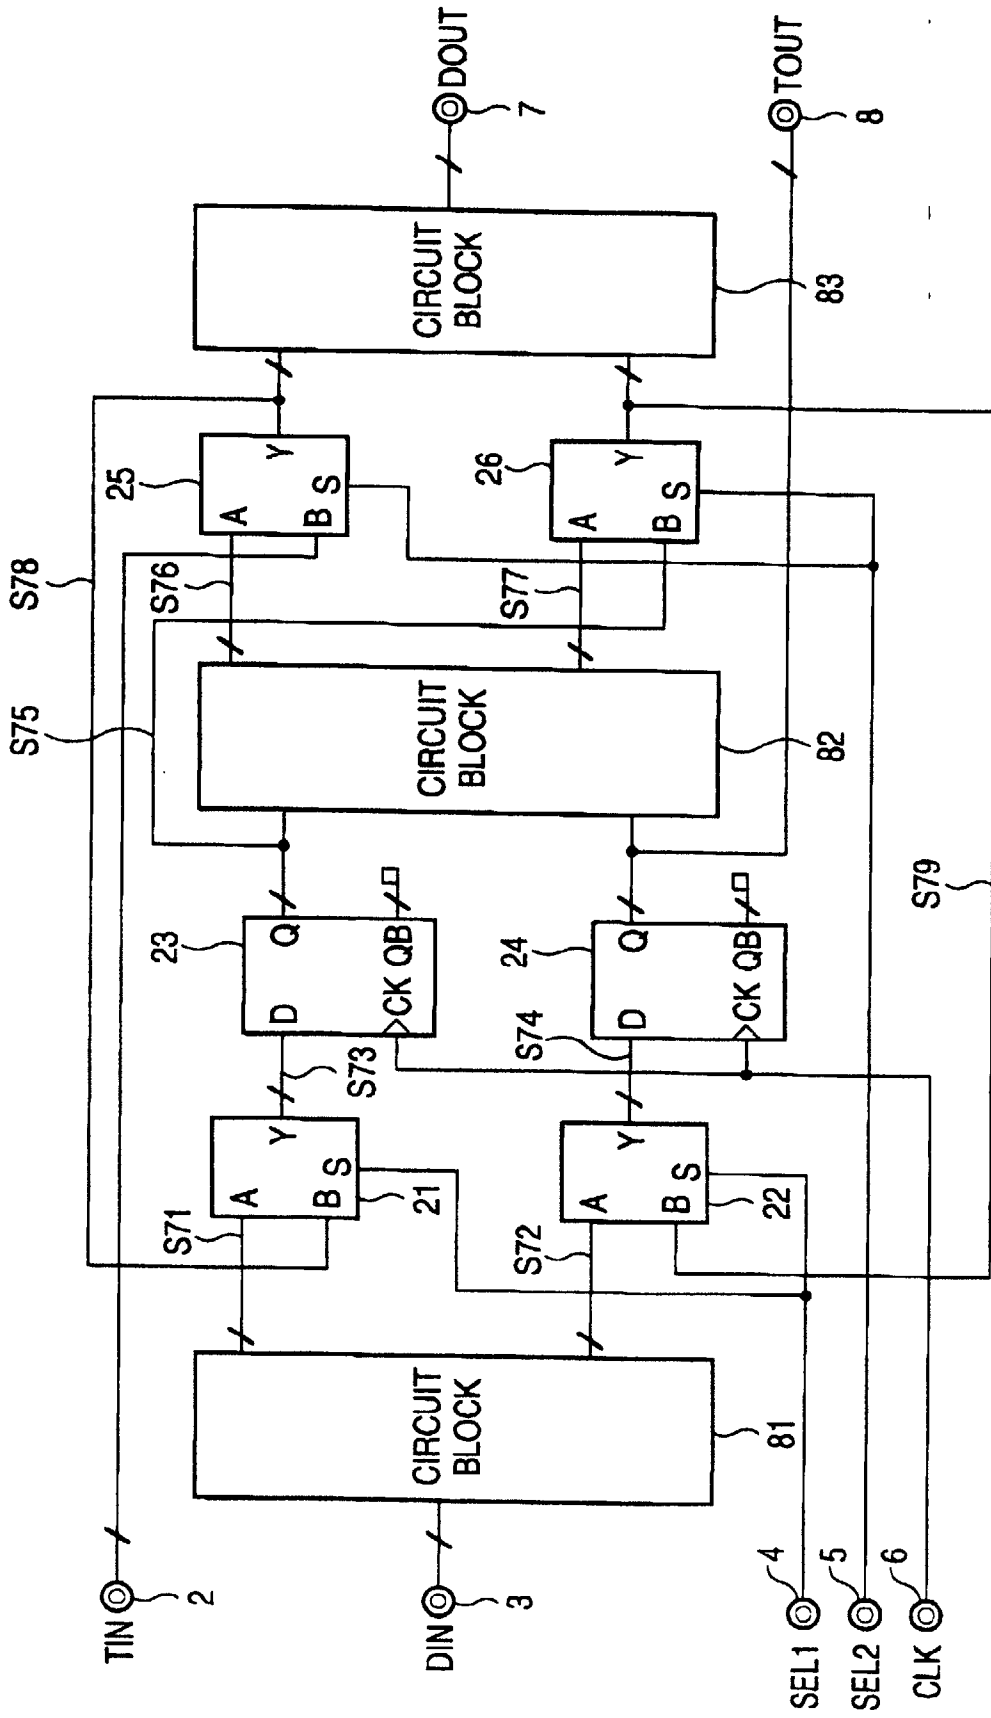 S78
S75
S76
25
A
Y
B
S
CIRCUIT
BLOCK
DOUT
7
TIN
2
S71
A
Y
B
S
21
S73
23
D
Q
CK
QB
CIRCUIT
BLOCK
82
S77
26
A
Y
B
S
83
DIN
3
CIRCUIT
BLOCK
81
S72
A
Y
B
S
22
S74
24
D
Q
CK
QB
TOUT
8
SEL1
4
SEL2
5
CLK
6
S79